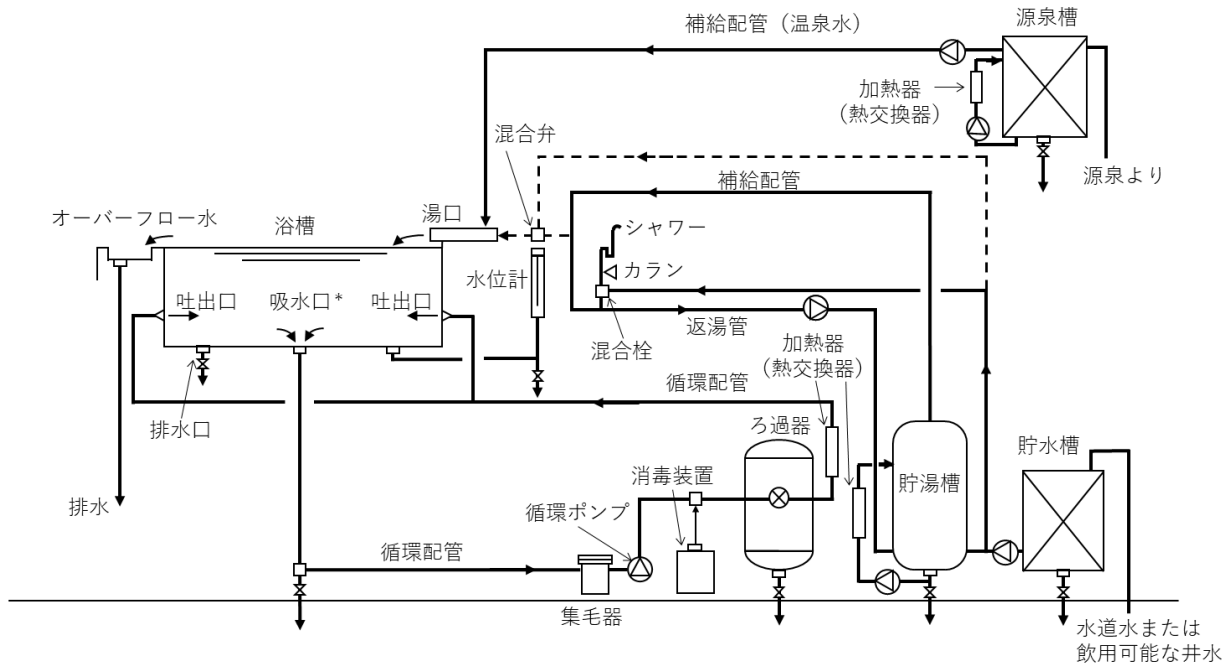 源泉槽
補給配管（温泉水）
加熱器
（熱交換器）
混合弁
源泉より
補給配管
オーバーフロー水
浴槽
湯口
シャワー
水位計
カラン
吐出口
吸水口*
吐出口
返湯管
混合栓
加熱器
（熱交換器）
循環配管
排水口
ろ過器
貯水槽
消毒装置
貯湯槽
排水
循環ポンプ
循環配管
集毛器
水道水または
飲用可能な井水